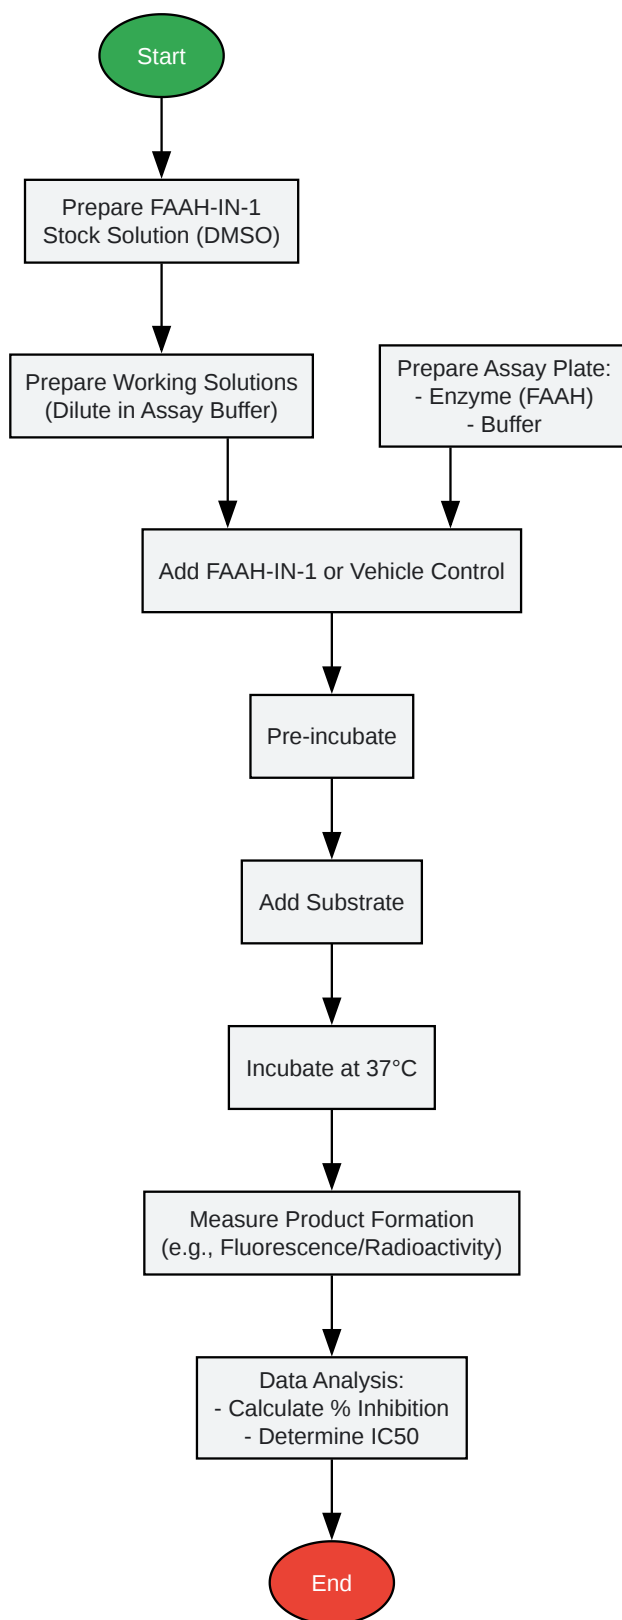 Start
Prepare FAAH-IN-1
Stock Solution (DMSO)
Prepare Working Solutions
(Dilute in Assay Buffer)
Prepare Assay Plate:
- Enzyme (FAAH)
- Buffer
Add FAAH-IN-1 or Vehicle Control
Pre-incubate
Add Substrate
Incubate at 37°C
Measure Product Formation
(e.g., Fluorescence/Radioactivity)
Data Analysis:
- Calculate % Inhibition
- Determine IC50
End